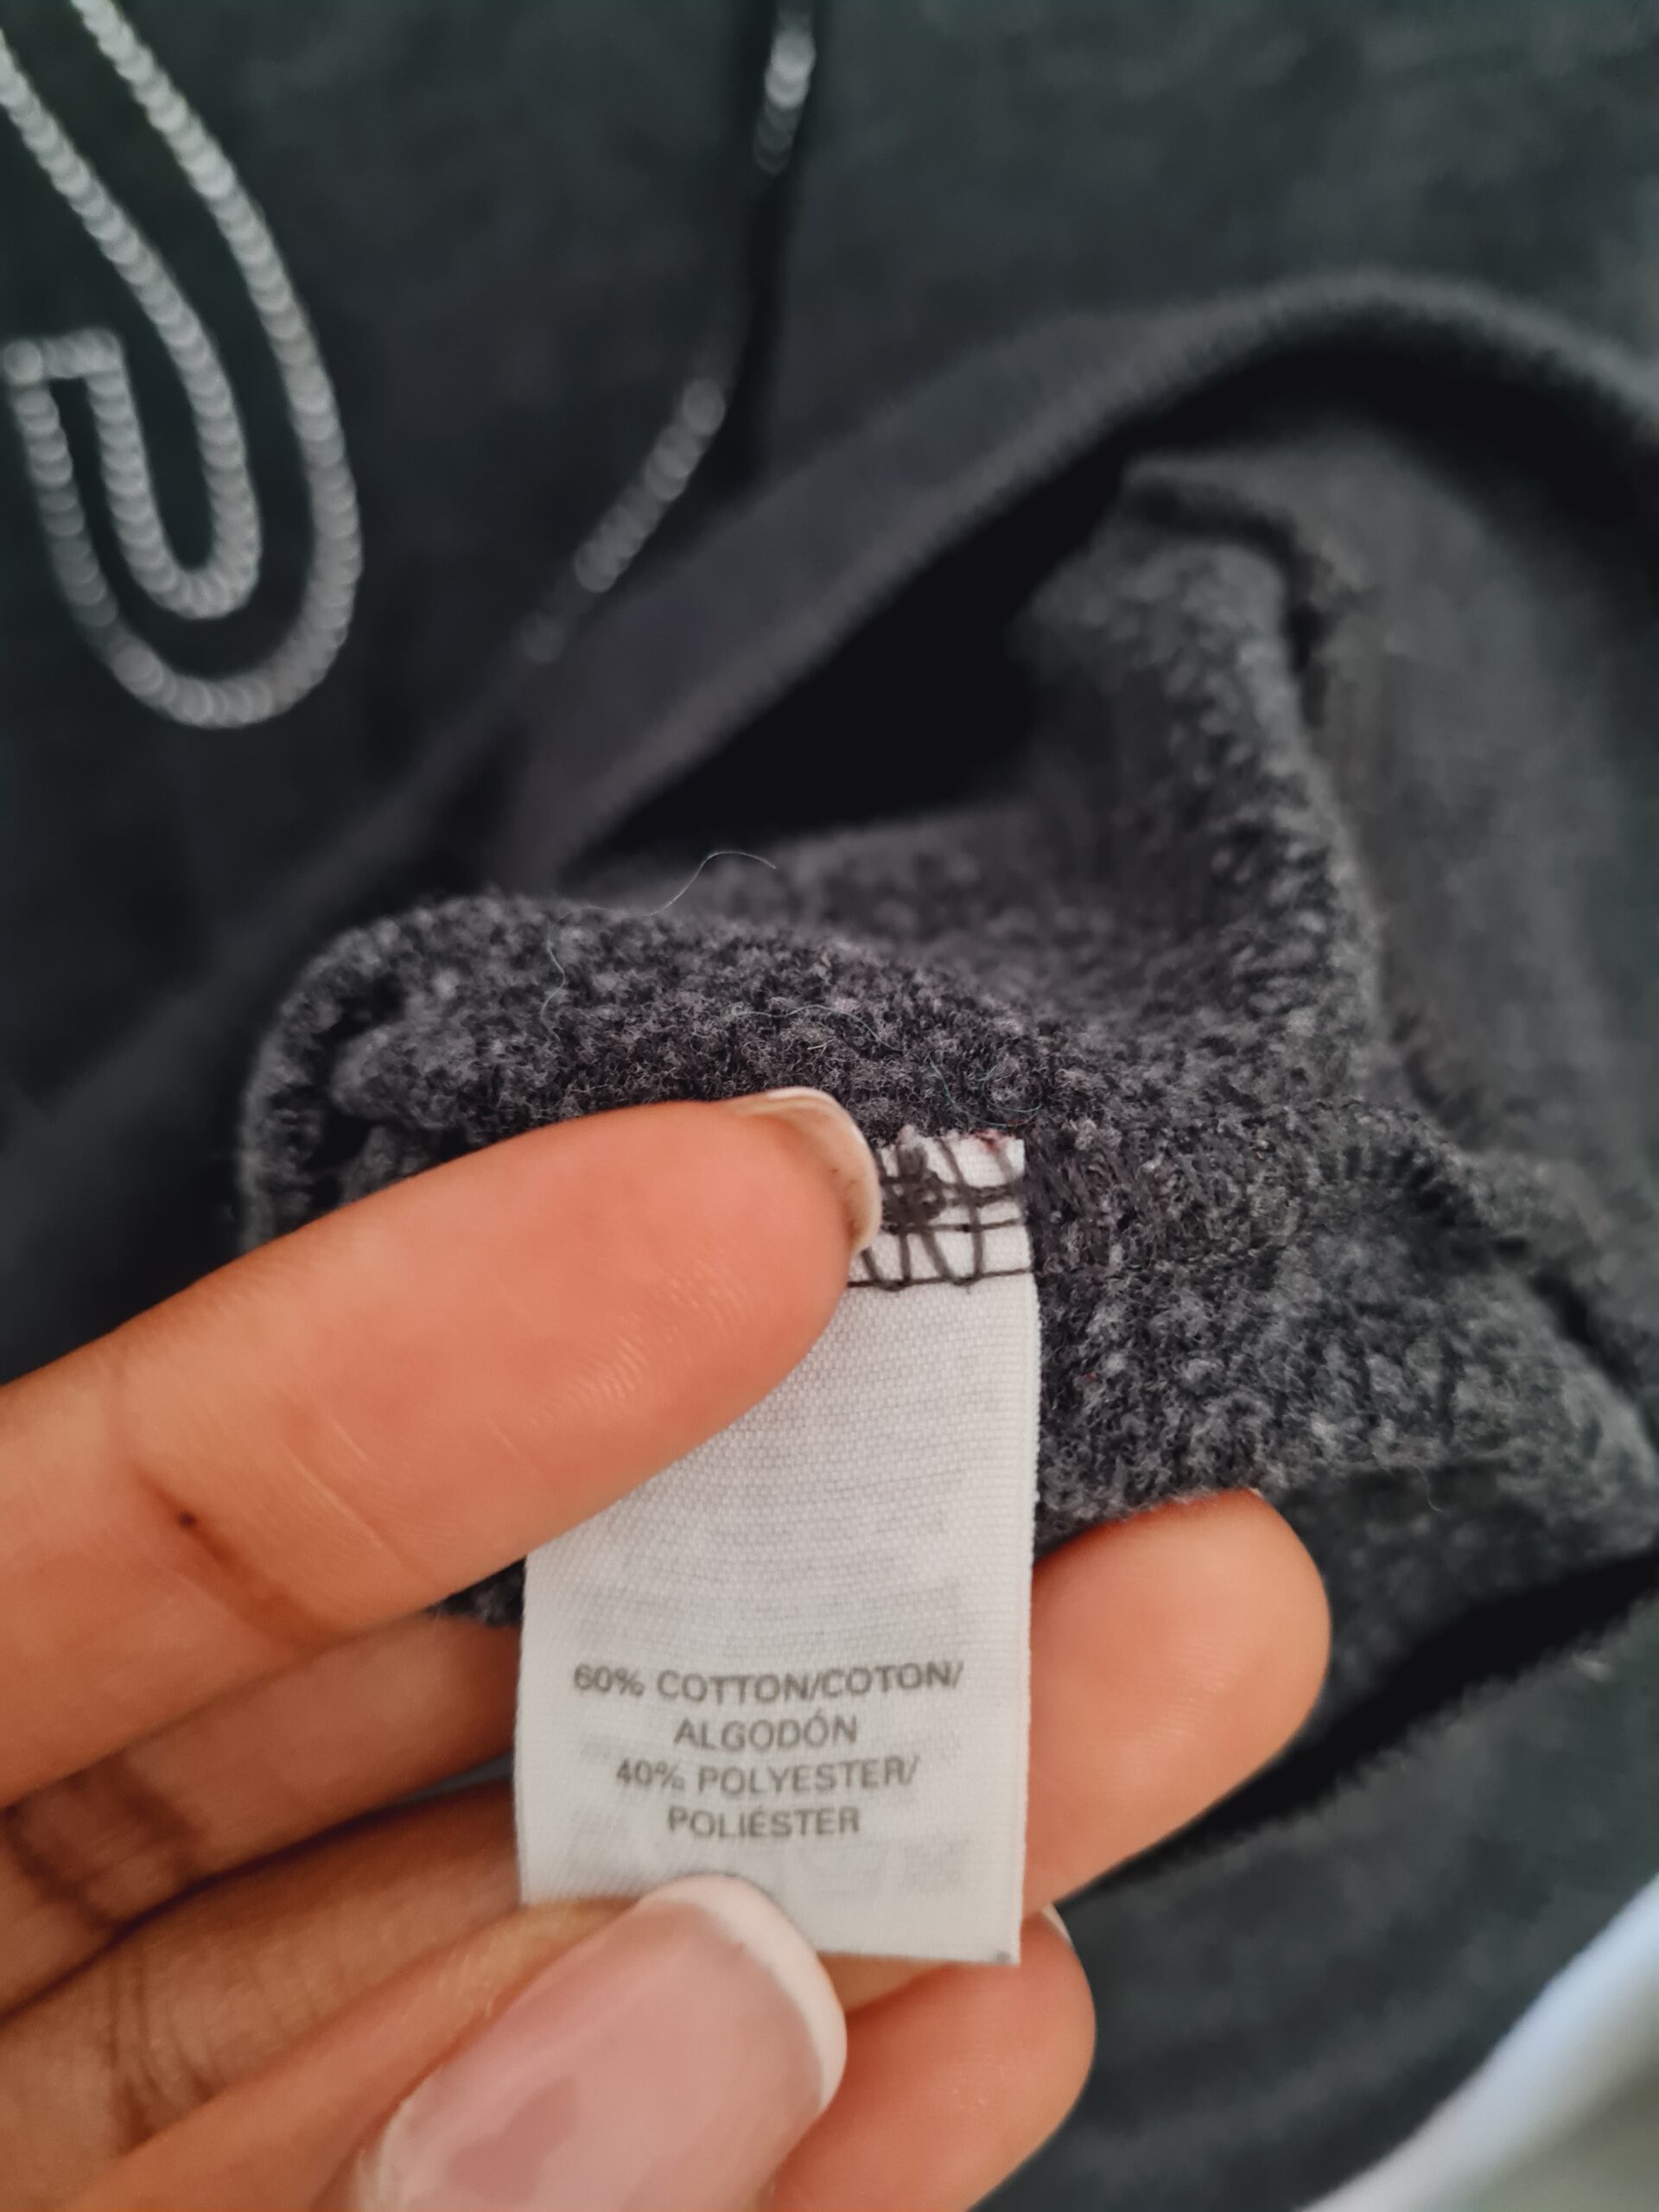 60% COTTON/COTON/
ALGODÓN
40% POLYESTER/
POLIÉSTER